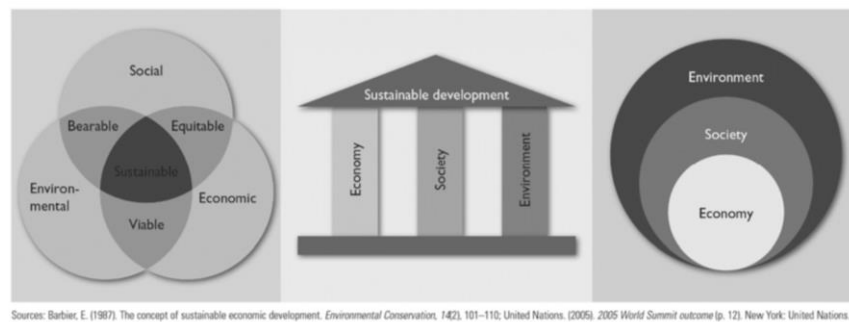 Social
Bearable
Equitable
Sustainable
Environ-
mental
Economic
Viable
Sustainable development
Economy
Society
Environment
Environment
Society
Economy
Sources: Barbier, E. (1987). The concept of sustainable economic development. Environmental Conservation, 14(2), 101–110; United Nations. (2005). 2005 World Summit outcome (p. 12). New York: United Nations.